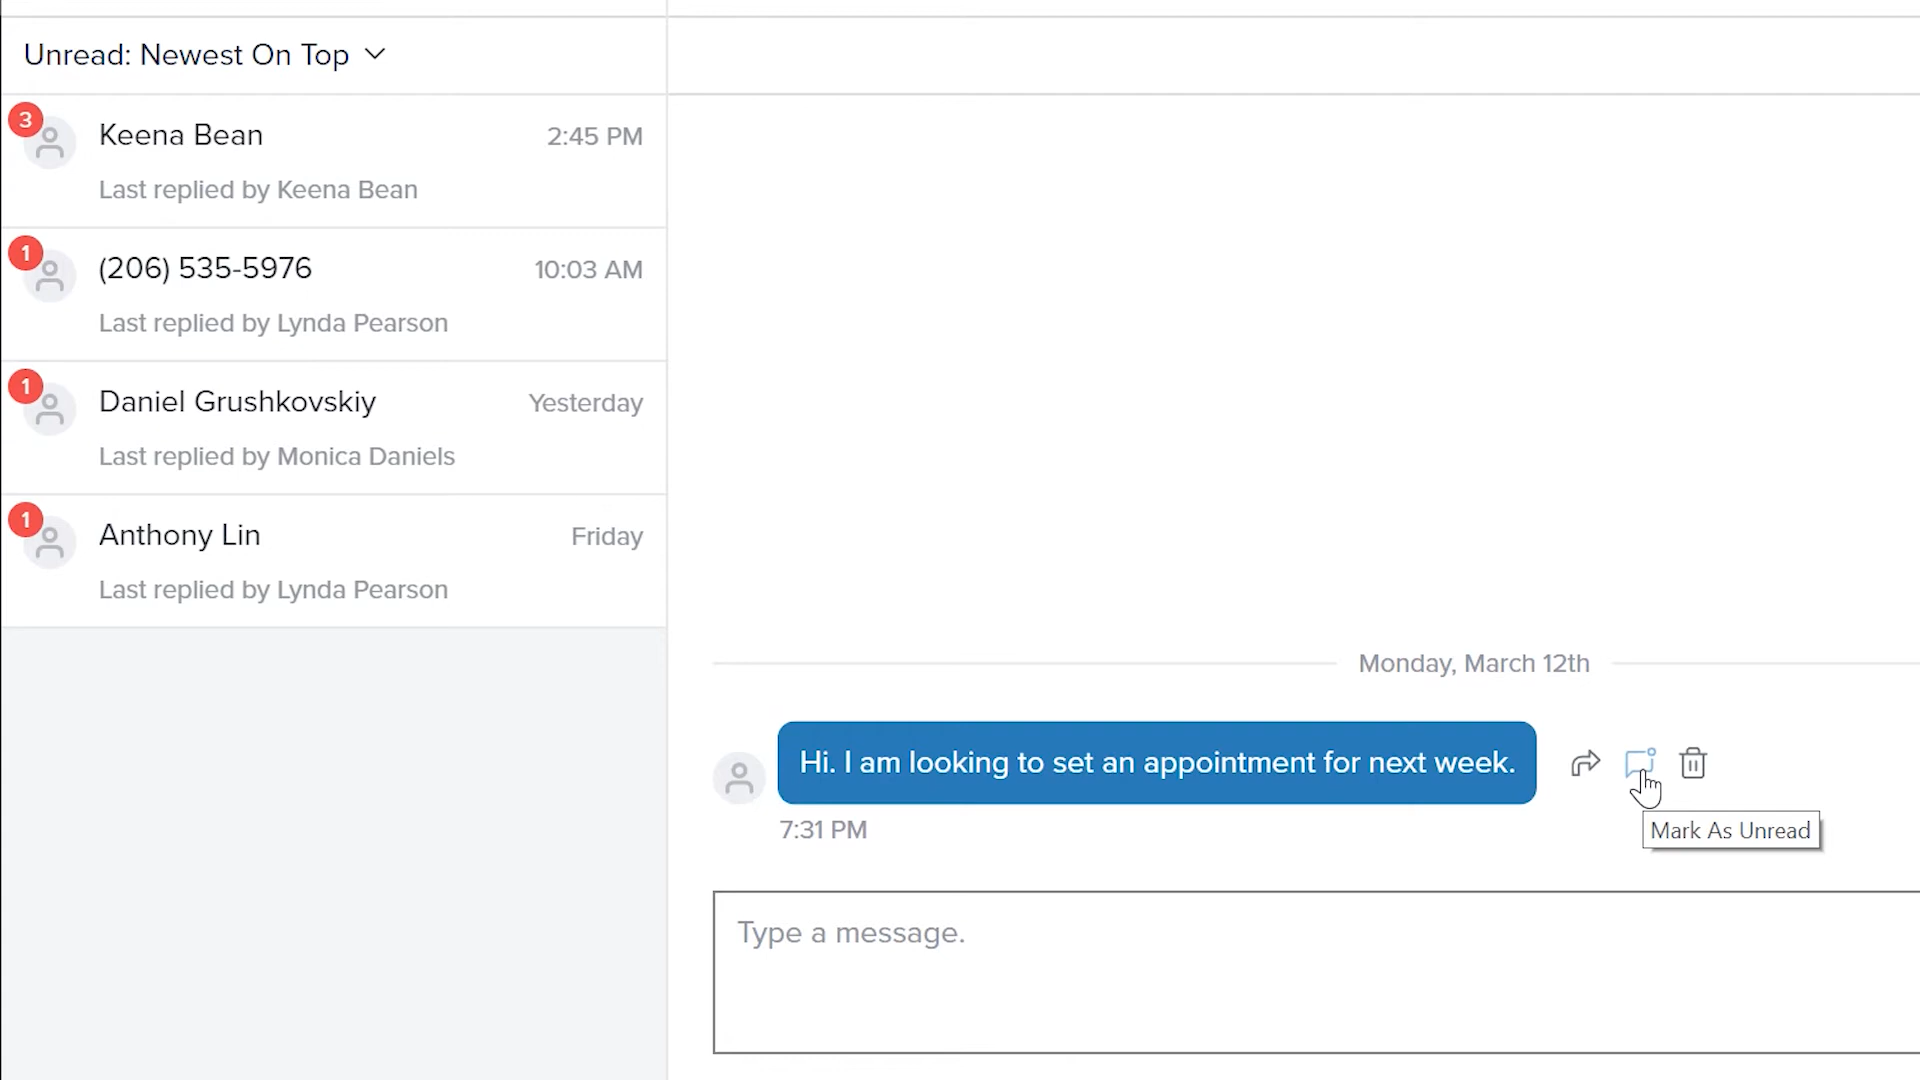 Unread: Newest On Top
3
Keena Bean
2:45 PM
Last replied by Keena Bean
1
(206) 535-5976
10:03 AM
Last replied by Lynda Pearson
1
Daniel Grushkovskiy
Yesterday
Last replied by Monica Daniels
1
Anthony Lin
Friday
Last replied by Lynda Pearson
Monday, March 12th
Hi. I am looking to set an appointment for next week.
7:31 PM
Mark As Unread
Type a message.